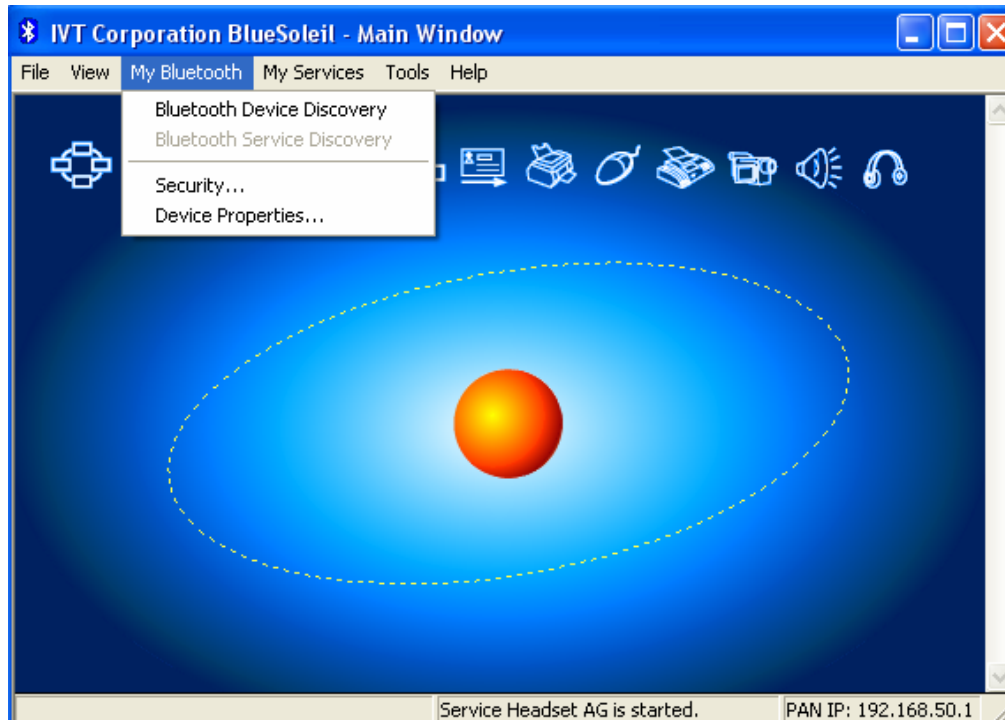 IVT Corporation BlueSoleil - Main Window
File View My Bluetooth My Services Tools Help
Bluetooth Device Discovery
Bluetooth Service Discovery
Security...
Device Properties...
Service Headset AG is started.
PAN IP: 192.168.50.1